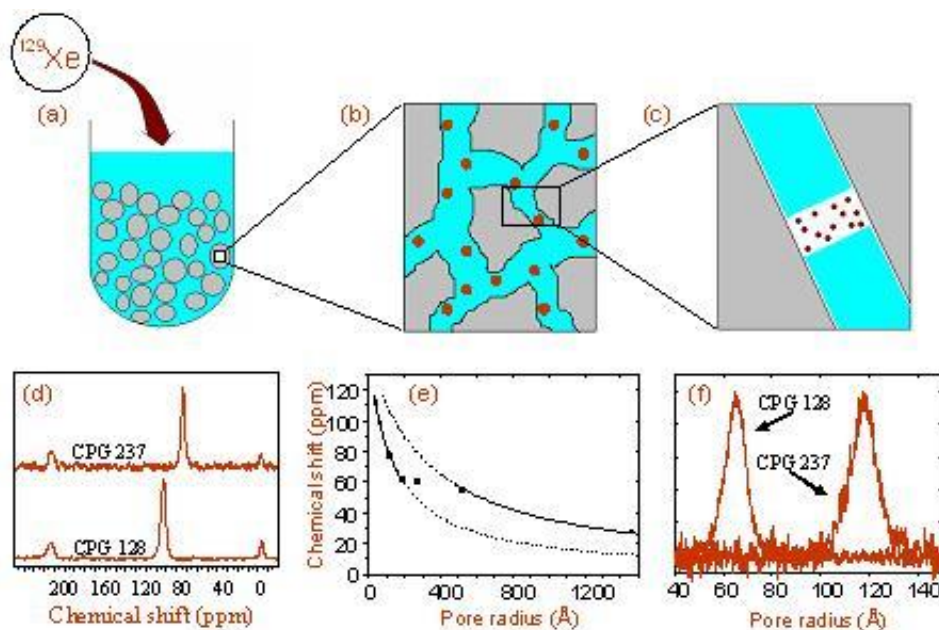 129Xe
(a)
(b)
(c)
(d)
CPG 237
CPG 128
200 160 120 80 40 0
Chemical shift (ppm)
(e)
Chemical shift (ppm)
120
100
80
60
40
20
0
0 400 800 1200
Pore radius (Å)
(f)
CPG 128
CPG 237
40 60 80 100 120 140
Pore radius (Å)